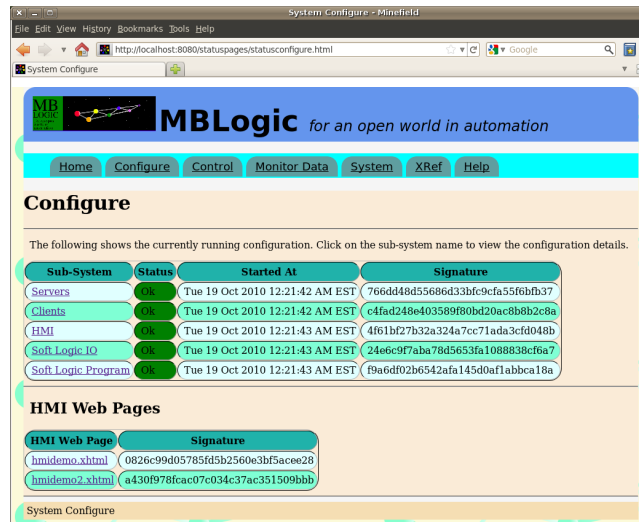 System Configure - Minefield
File Edit View History Bookmarks Tools Help
http://localhost:8080/statuspages/statusconfigure.html Google
System Configure
MB
LOGIC
MBLogic for an open world in automation
Home Configure Control Monitor Data System XRef Help
Configure
The following shows the currently running configuration. Click on the sub-system name to view the configuration details.
Sub-System Status Started At Signature
Servers Ok Tue 19 Oct 2010 12:21:42 AM EST 766dd48d55686d33bfc9cfa55f6bfb37
Clients Ok Tue 19 Oct 2010 12:21:42 AM EST c4fad248e403589f80bd20ac8b8b2c8a
HMI Ok Tue 19 Oct 2010 12:21:43 AM EST 4f61bf27b32a324a7cc71ada3cfd048b
Soft Logic IO Ok Tue 19 Oct 2010 12:21:43 AM EST 24e6c9f7aba78d5653fa1088838cf6a7
Soft Logic Program Ok Tue 19 Oct 2010 12:21:43 AM EST f9a6df02b6542afa145d0af1abbca18a
HMI Web Pages
HMI Web Page Signature
hmidemo.xhtml 0826c99d05785fd5b2560e3bf5acee28
hmidemo2.xhtml a430f978fcac07c034c37ac351509bbb
System Configure